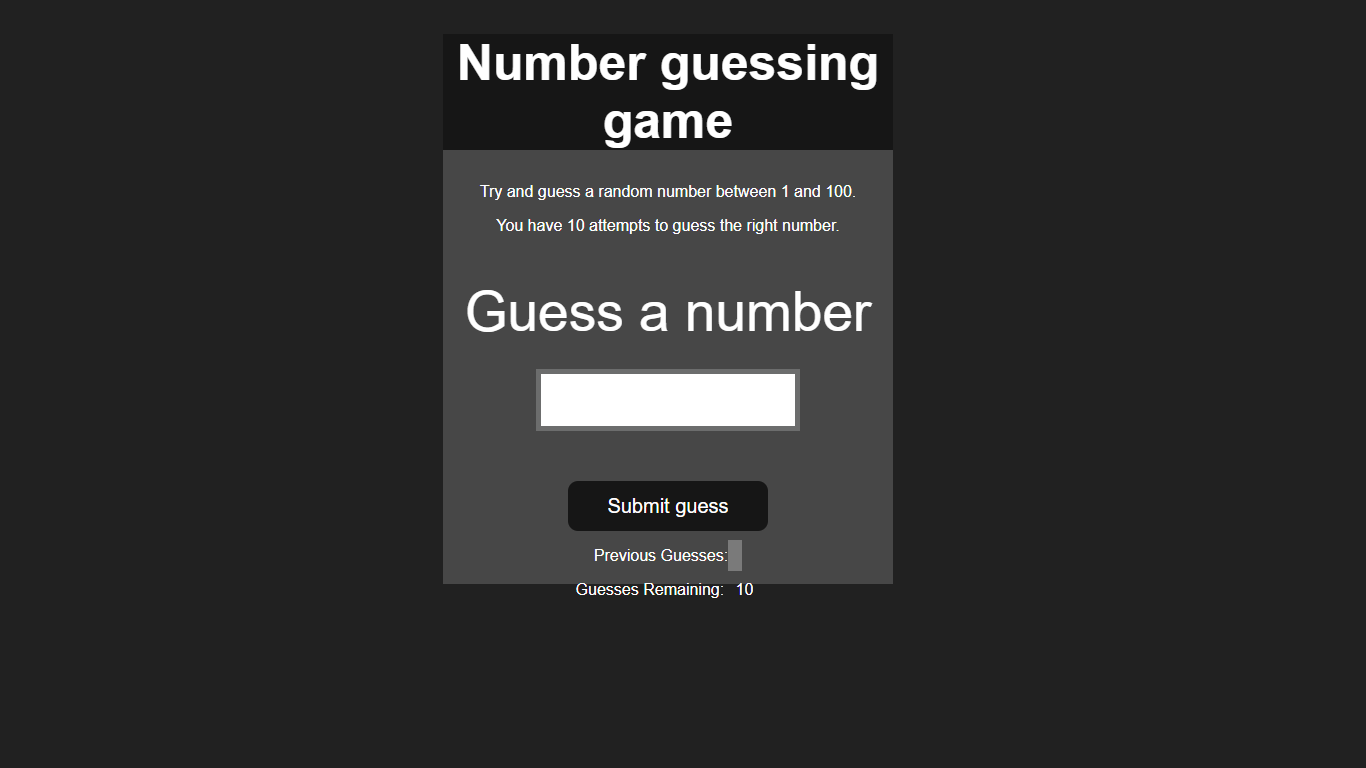 Number guessing
game
Try and guess a random number between 1 and 100.
You have 10 attempts to guess the right number.
Guess a number
Submit guess
Previous Guesses:
Guesses Remaining: 10